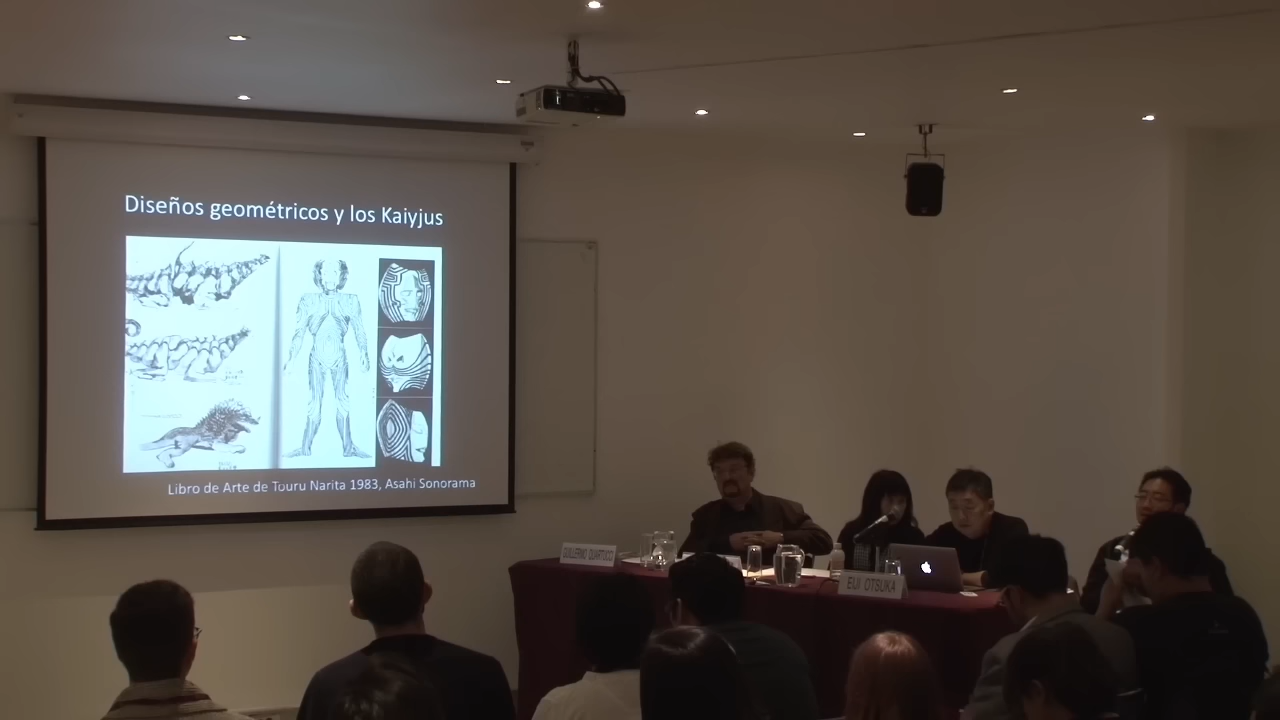 Diseños geométricos y los Kaiyjus
Libro de Arte de Touru Narita 1983, Asahi Sonorama
GUILLERMO QUARTUCCI
EIJI OTSUKA